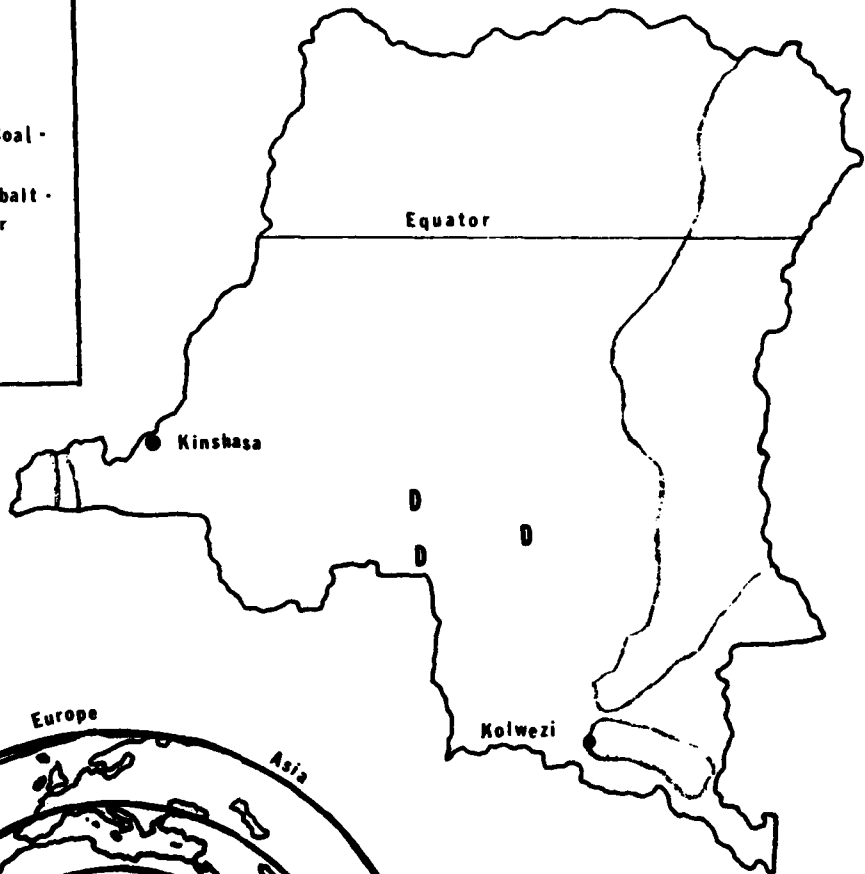 oal -
balt -
r
Equator
Kinshasa
D
D
D
Kolwezi
Europe
Asia